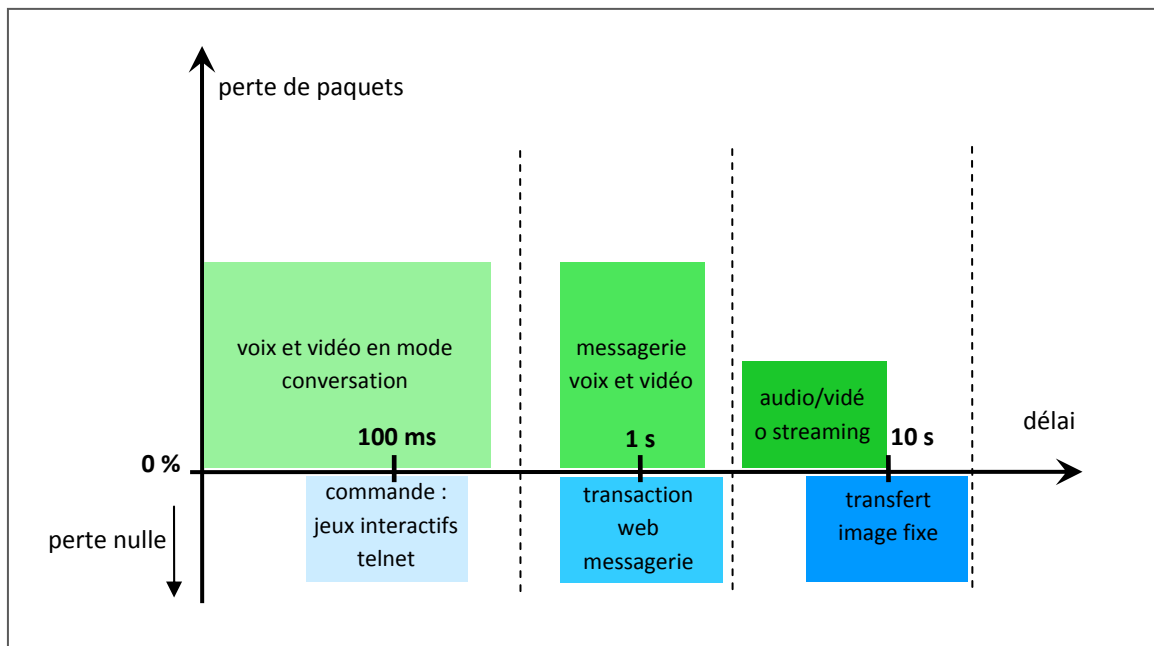 perte de paquets
voix et vidéo en mode
conversation
messagerie
voix et vidéo
audio/vidé
o streaming
délai
100 ms
1 s
10 s
0 %
commande :
jeux interactifs
telnet
transaction
web
messagerie
transfert
image fixe
perte nulle